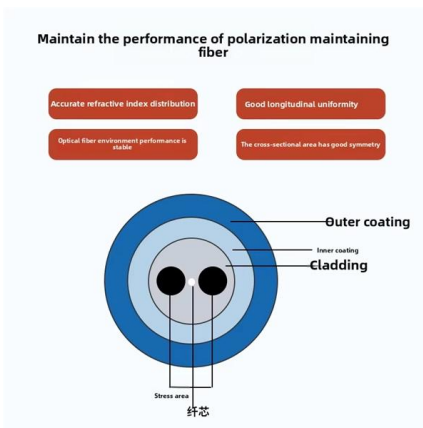 Maintain the performance of polarization maintaining
fiber
Accurate refractive index distribution
Good longitudinal uniformity
Optical fiber environment performance is
stable
The cross-sectional area has good symmetry
Outer coating
Inner coating
Cladding
Stress area
纤芯